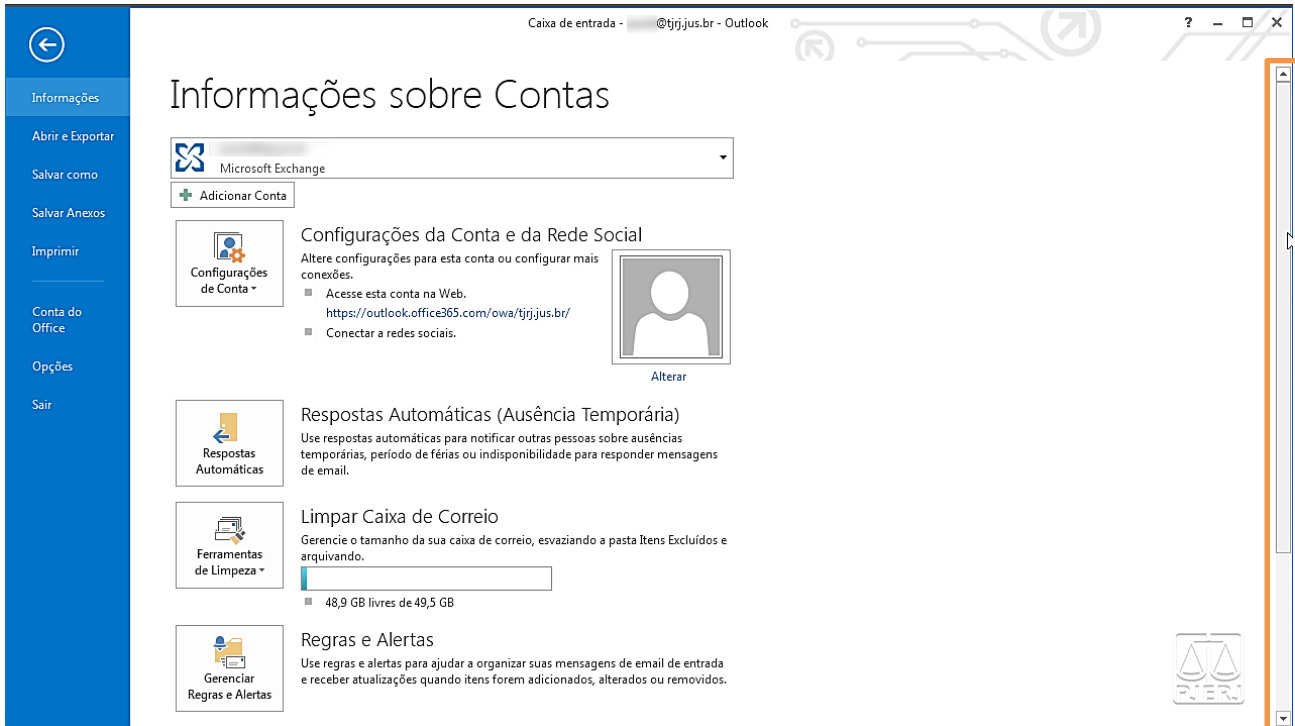 Caixa de entrada - @tjrj.jus.br - Outlook
?
Informações
Abrir e Exportar
Salvar como
Salvar Anexos
Imprimir
Conta do
Office
Opções
Sair
Informações sobre Contas
Microsoft Exchange
Adicionar Conta
Configurações
de Conta
Configurações da Conta e da Rede Social
Altere configurações para esta conta ou configurar mais
conexões.
Acesse esta conta na Web.
https://outlook.office365.com/owa/tjrj.jus.br/
Conectar a redes sociais.
Alterar
Respostas
Automáticas
Respostas Automáticas (Ausência Temporária)
Use respostas automáticas para notificar outras pessoas sobre ausências
temporárias, período de férias ou indisponibilidade para responder mensagens
de email.
Ferramentas
de Limpeza
Limpar Caixa de Correio
Gerencie o tamanho da sua caixa de correio, esvaziando a pasta Itens Excluídos e
arquivando.
48,9 GB livres de 49,5 GB
Gerenciar
Regras e Alertas
Regras e Alertas
Use regras e alertas para ajudar a organizar suas mensagens de email de entrada
e receber atualizações quando itens forem adicionados, alterados ou removidos.
PJERJ